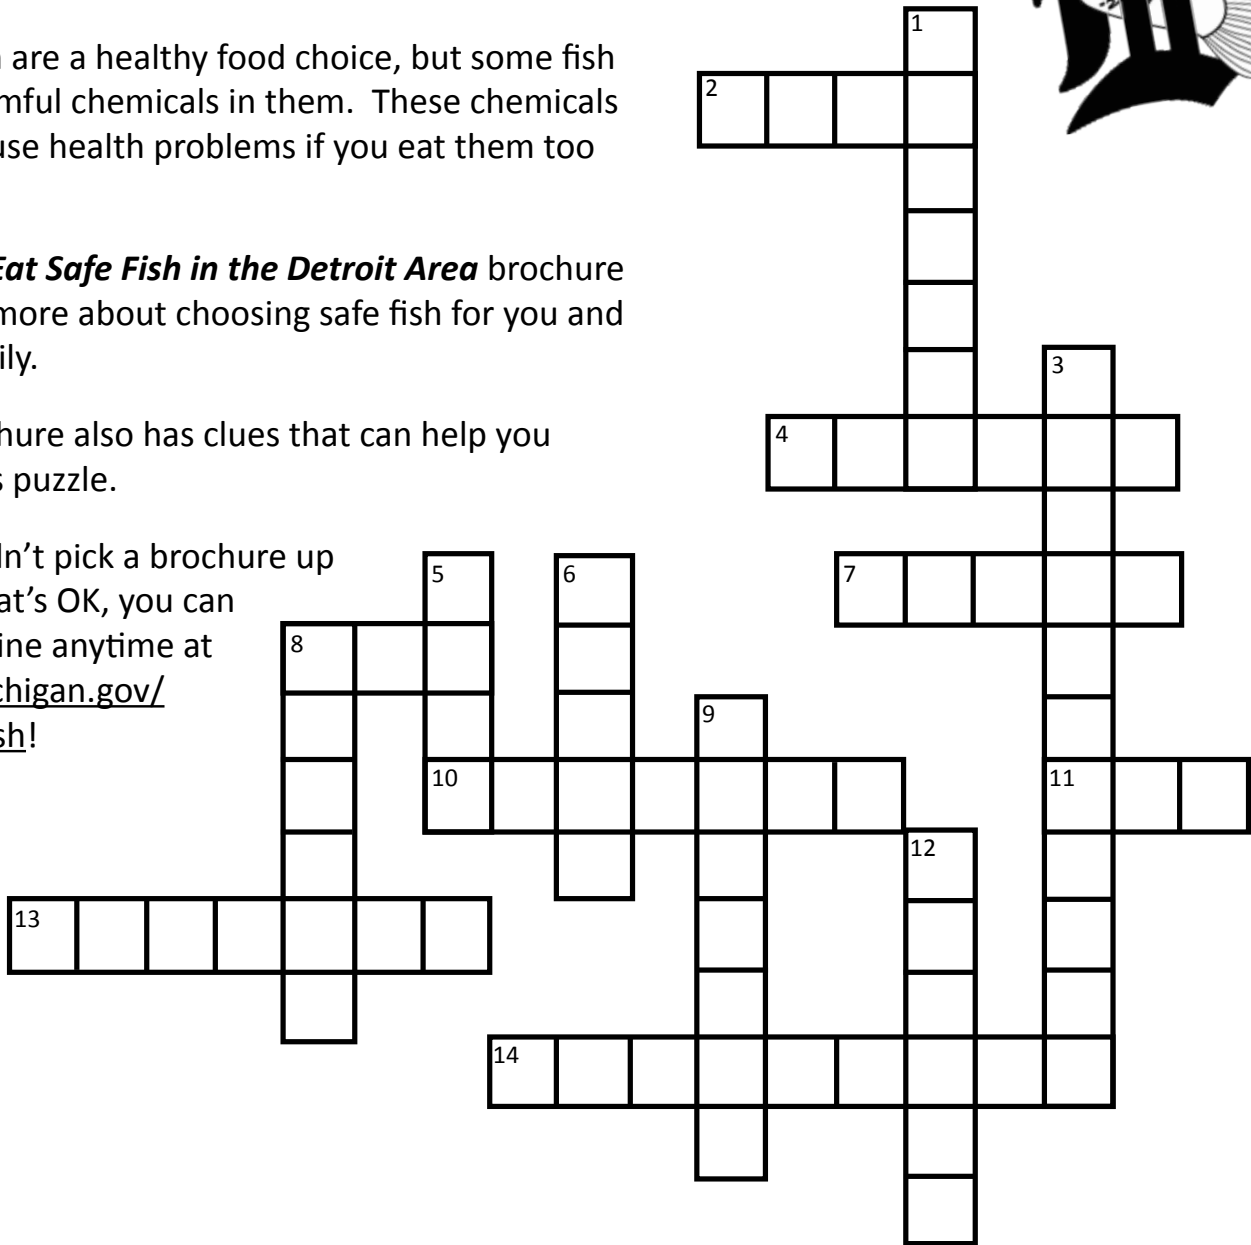 are a healthy food choice, but some fish
mful chemicals in them. These chemicals
use health problems if you eat them too
Eat Safe Fish in the Detroit Area brochure
more about choosing safe fish for you and
ily.
hure also has clues that can help you
s puzzle.
dn't pick a brochure up
at's OK, you can
ine anytime at
chigan.gov/
sh!
1
2
3
4
5
6
7
8
9
10
11
12
13
14